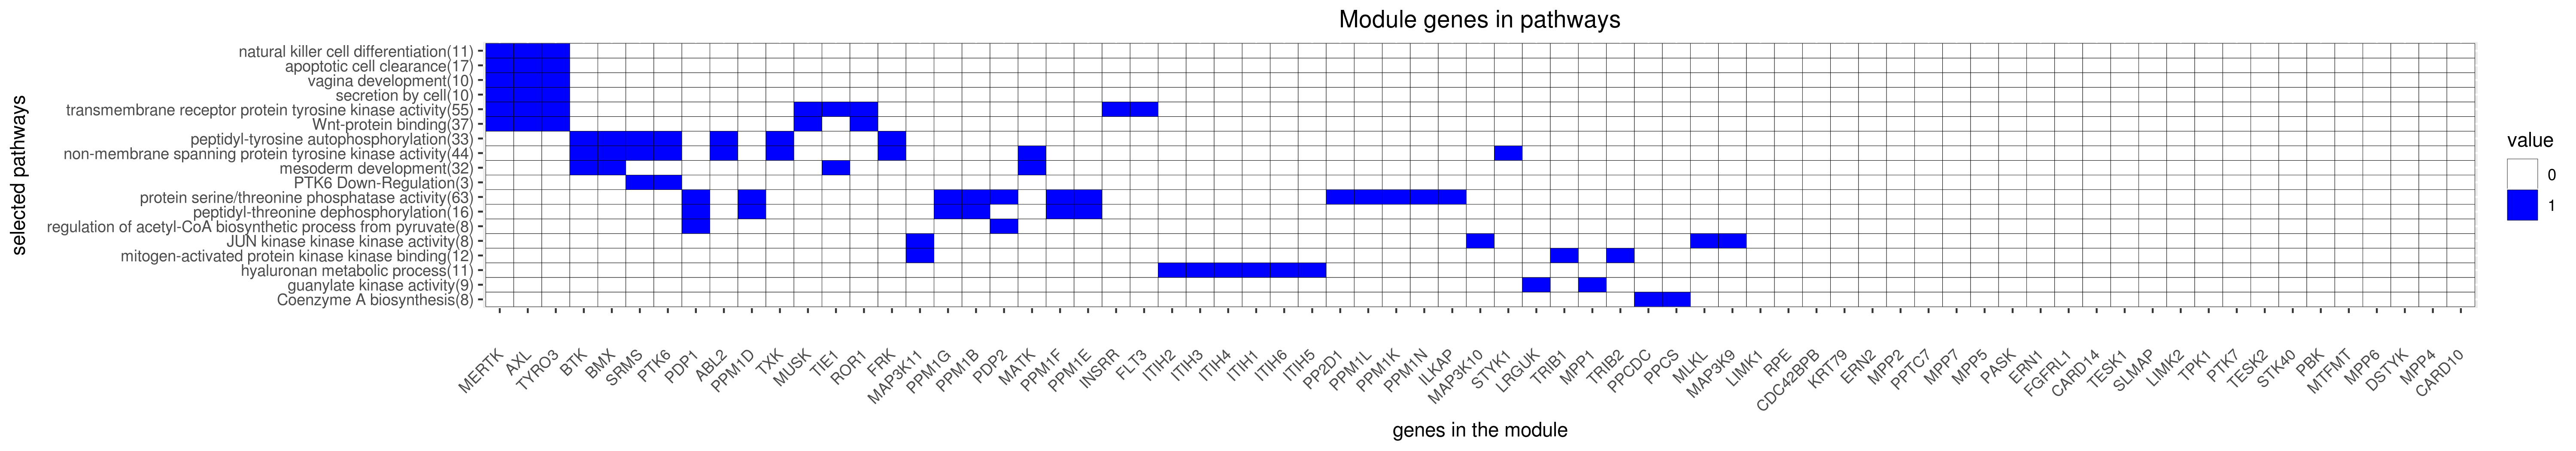 Module genes in pathways
selected pathways
natural killer cell differentiation(11)
apoptotic cell clearance(17)
vagina development(10)
secretion by cell(10)
transmembrane receptor protein tyrosine kinase activity(55)
Wnt-protein binding(37)
peptidyl-tyrosine autophosphorylation(33)
non-membrane spanning protein tyrosine kinase activity(44)
mesoderm development(32)
PTK6 Down-Regulation(3)
protein serine/threonine phosphatase activity(63)
peptidyl-threonine dephosphorylation(16)
regulation of acetyl-CoA biosynthetic process from pyruvate(8)
JUN kinase kinase kinase activity(8)
mitogen-activated protein kinase kinase binding(12)
hyaluronan metabolic process(11)
guanylate kinase activity(9)
Coenzyme A biosynthesis(8)
MERTK
AXL
TYRO3
BTK
BMX
SRMS
PTK6
PDP1
ABL2
PPM1D
TXK
MUSK
TIE1
ROR1
FRK
MAP3K11
PPM1G
PPM1B
PDP2
MATK
PPM1F
PPM1E
INSRR
FLT3
ITIH2
ITIH3
ITIH4
ITIH1
ITIH6
ITIH5
PP2D1
PPM1L
PPM1K
PPM1N
ILKAP
MAP3K10
STYK1
LRGUK
TRIB1
MPP1
TRIB2
PPCDC
PPCS
MLKL
MAP3K9
LIMK1
RPE
CDC42BPB
KRT79
ERN2
MPP2
PPTC7
MPP7
MPP5
PASK
ERN1
FGFRL1
CARD14
TESK1
SLMAP
LIMK2
TPK1
PTK7
TESK2
STK40
PBK
MTFMT
MPP6
DSTYK
MPP4
CARD10
genes in the module
value
0
1